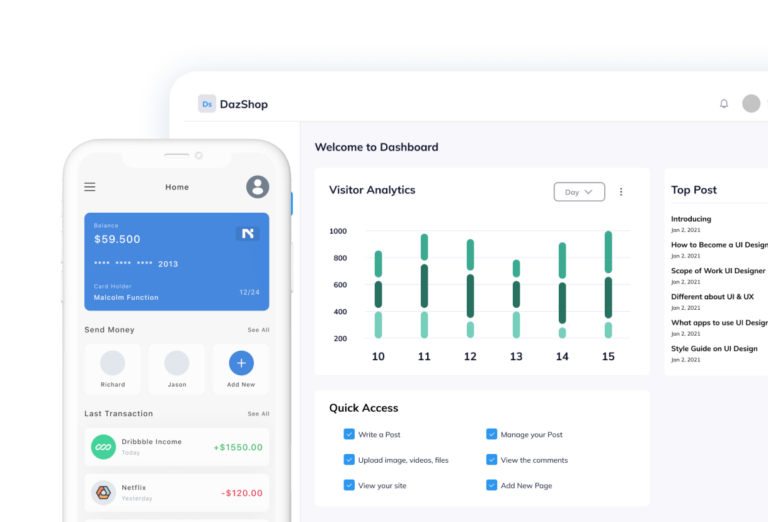 Ds DazShop
Welcome to Dashboard
Visitor Analytics
Day
1000
800
600
400
200
10 11 12 13 14 15
Top Post
Introducing
Jan 2, 2021
How to Become a UI Design
Jan 2, 2021
Scope of Work UI Designer
Jan 2, 2021
Different about UI & UX
Jan 2, 2021
What apps to use UI Design
Jan 2, 2021
Style Guide on UI Design
Jan 2, 2021
Quick Access
Write a Post
Manage your Post
Upload image, videos, files
View the comments
View your site
Add New Page
Home
Balance
$59.500
**** **** **** 2013
Card Holder
Malcolm Function
12/24
Send Money See All
Richard Jason Add New
Last Transaction See All
Dribbble Income
Today
+$1550.00
Netflix
Yesterday
-$120.00